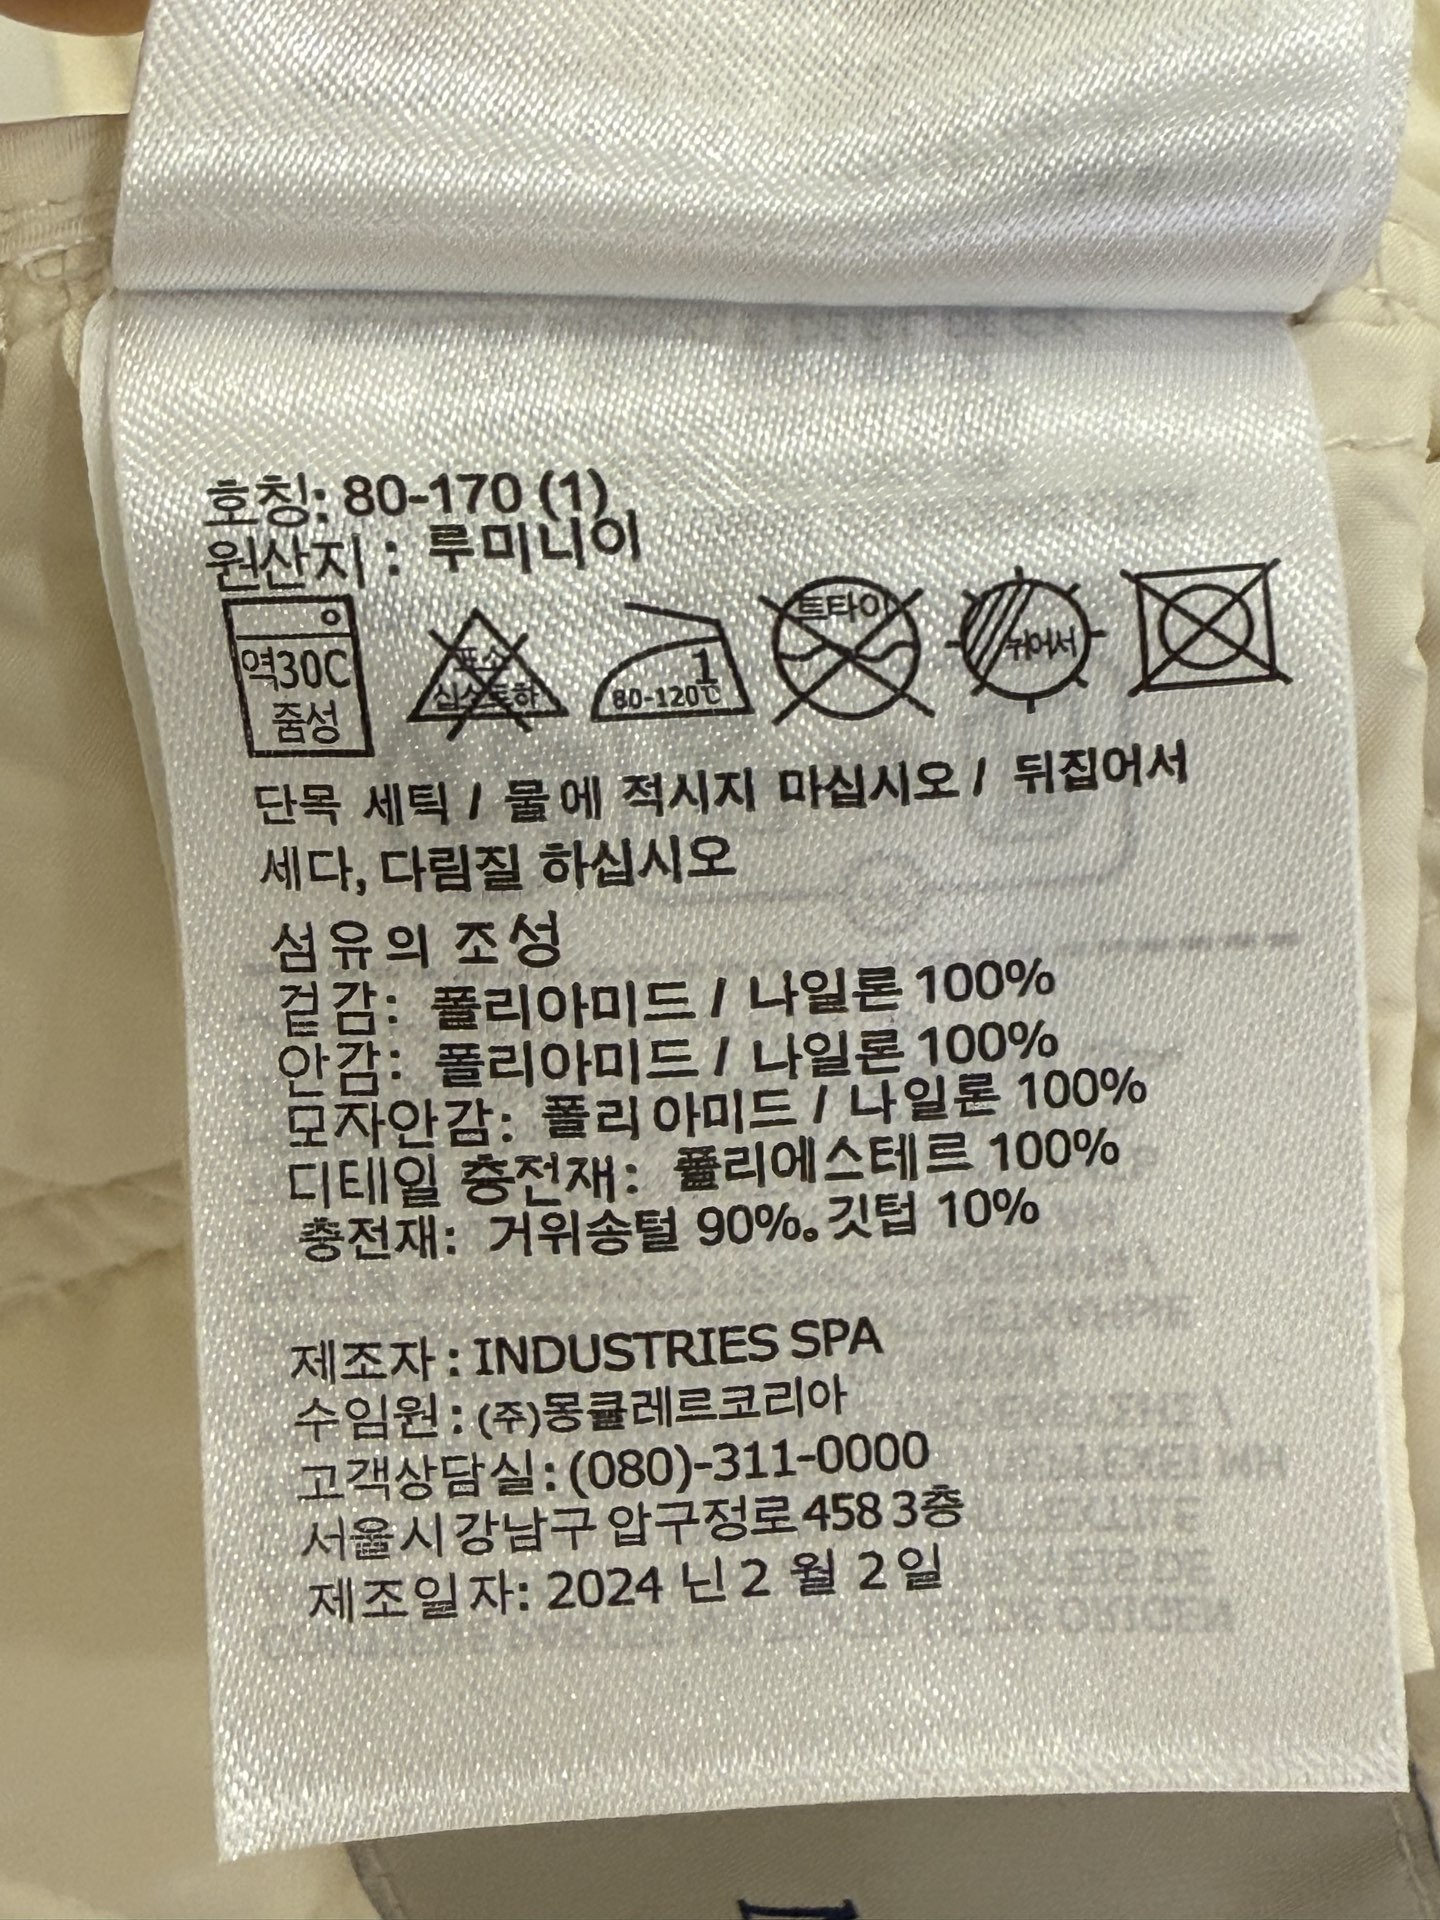 호칭: 80-170 (1)
원산지 : 루미니이
역30C
줌성
표소
80-120℃
1
트타이
쥐어서
단목 세틱 / 물에 적시지 마십시오 / 뒤집어서
세다, 다림질 하십시오
섬유의 조성
겉감: 폴리아미드 / 나일론 100%
안감: 폴리아미드 / 나일론 100%
모자안감: 폴리아미드 / 나일론 100%
디테일 충전재: 폴리에스테르 100%
충전재: 거위송털 90%。깃텁 10%
제조자 : INDUSTRIES SPA
수임원 : (주)몽클레르코리아
고객상담실: (080)-311-0000
서울시강남구 압구정로 458 3층
제조일자: 2024 닌 2 월 2 일